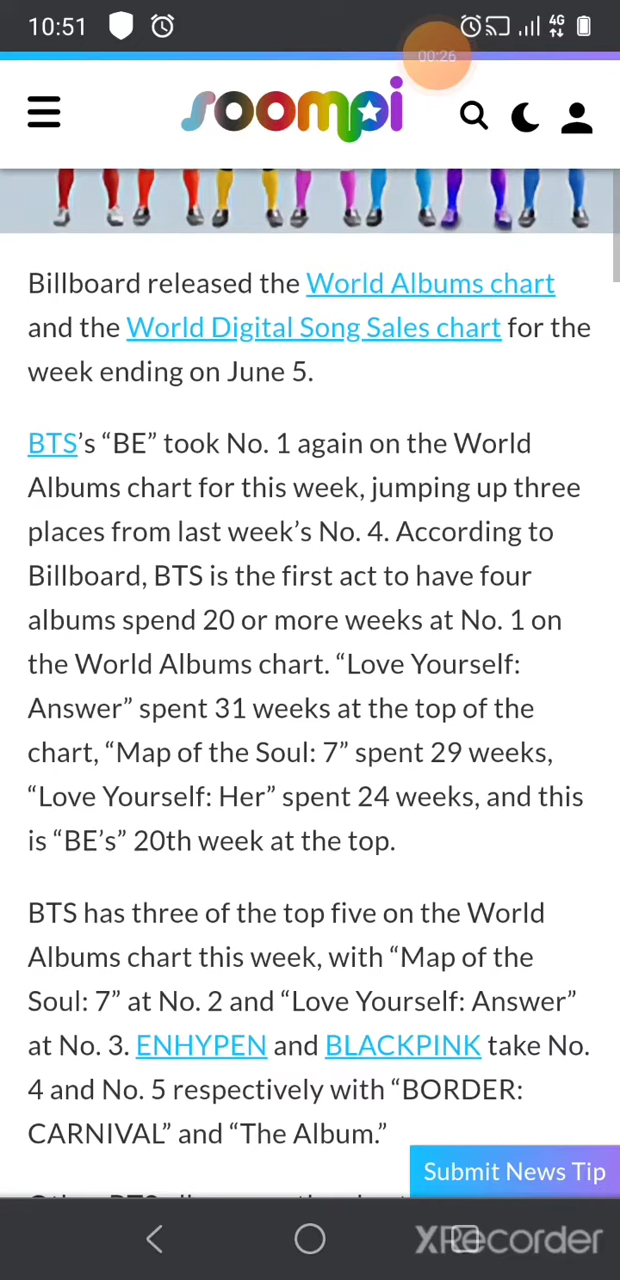 10:51
4G
00:26
soompi
Billboard released the World Albums chart
and the World Digital Song Sales chart for the
week ending on June 5.
BTS’s “BE” took No. 1 again on the World
Albums chart for this week, jumping up three
places from last week’s No. 4. According to
Billboard, BTS is the first act to have four
albums spend 20 or more weeks at No. 1 on
the World Albums chart. “Love Yourself:
Answer” spent 31 weeks at the top of the
chart, “Map of the Soul: 7” spent 29 weeks,
“Love Yourself: Her” spent 24 weeks, and this
is “BE’s” 20th week at the top.
BTS has three of the top five on the World
Albums chart this week, with “Map of the
Soul: 7” at No. 2 and “Love Yourself: Answer”
at No. 3. ENHYPEN and BLACKPINK take No.
4 and No. 5 respectively with “BORDER:
CARNIVAL” and “The Album.”
Submit News Tip
XRecorder